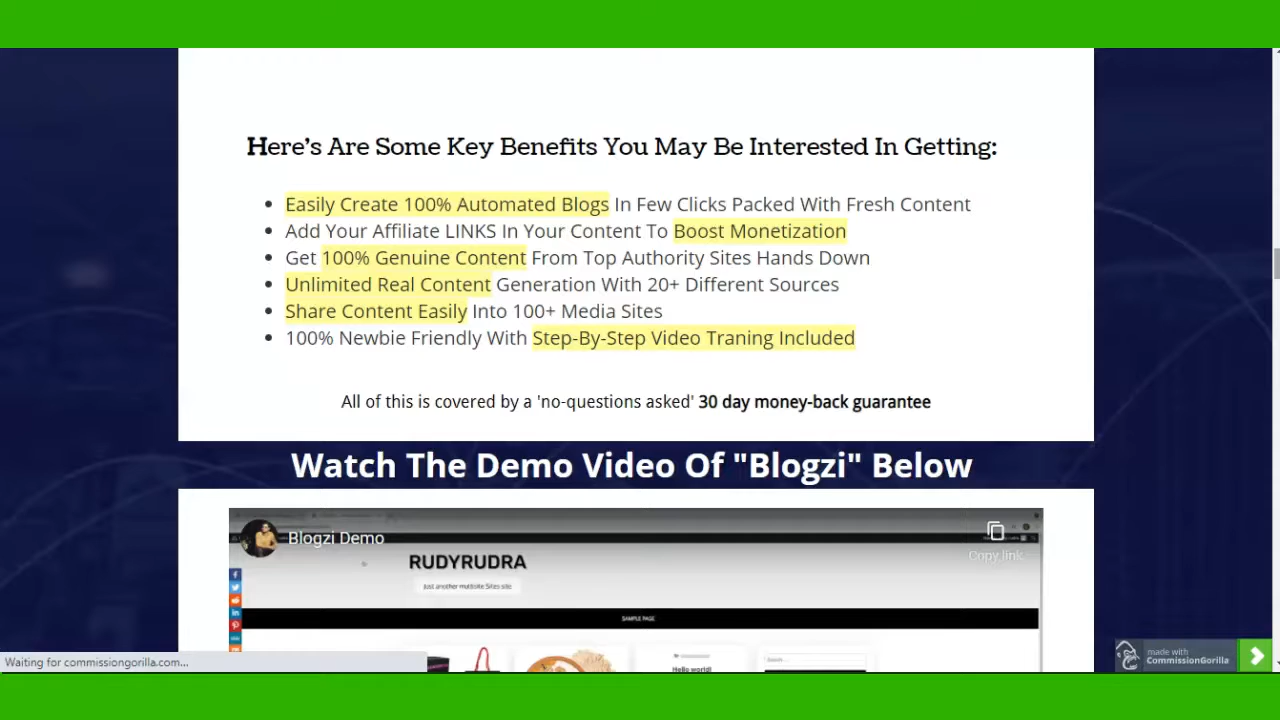 Here's Are Some Key Benefits You May Be Interested In Getting:
Easily Create 100% Automated Blogs In Few Clicks Packed With Fresh Content
Add Your Affiliate LINKS In Your Content To Boost Monetization
Get 100% Genuine Content From Top Authority Sites Hands Down
Unlimited Real Content Generation With 20+ Different Sources
Share Content Easily Into 100+ Media Sites
100% Newbie Friendly With Step-By-Step Video Traning Included
All of this is covered by a 'no-questions asked' 30 day money-back guarantee
Watch The Demo Video Of "Blogzi" Below
Blogzi Demo
Copy link
RUDYRUDRA
Just another multisite Sites site
SAMPLE PAGE
Hello world!
Waiting for commissiongorilla.com...
made with
CommissionGorilla